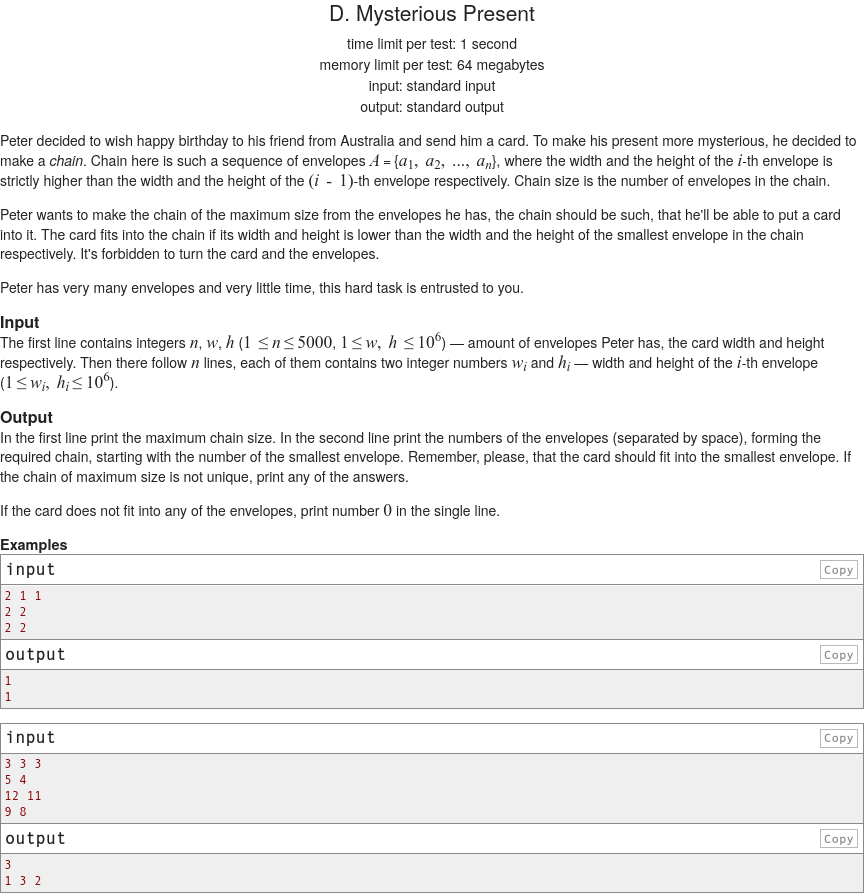 D. Mysterious Present
time limit per test: 1 second
memory limit per test: 64 megabytes
input: standard input
output: standard output
Peter decided to wish happy birthday to his friend from Australia and send him a card. To make his present more mysterious, he decided to
make a chain. Chain here is such a sequence of envelopes A = {a1, a2, ..., an}, where the width and the height of the i-th envelope is
strictly higher than the width and the height of the (i - 1)-th envelope respectively. Chain size is the number of envelopes in the chain.
Peter wants to make the chain of the maximum size from the envelopes he has, the chain should be such, that he'll be able to put a card
into it. The card fits into the chain if its width and height is lower than the width and the height of the smallest envelope in the chain
respectively. It's forbidden to turn the card and the envelopes.
Peter has very many envelopes and very little time, this hard task is entrusted to you.
Input
The first line contains integers n, w, h (1 ≤ n ≤ 5000, 1 ≤ w, h ≤ 10^6) — amount of envelopes Peter has, the card width and height
respectively. Then there follow n lines, each of them contains two integer numbers wi and hi — width and height of the i-th envelope
(1 ≤ wi, hi ≤ 10^6).
Output
In the first line print the maximum chain size. In the second line print the numbers of the envelopes (separated by space), forming the
required chain, starting with the number of the smallest envelope. Remember, please, that the card should fit into the smallest envelope. If
the chain of maximum size is not unique, print any of the answers.
If the card does not fit into any of the envelopes, print number 0 in the single line.
Examples
input Copy
2 1 1
2 2
2 2
output Copy
1
1
input Copy
3 3 3
5 4
12 11
9 8
output Copy
3
1 3 2